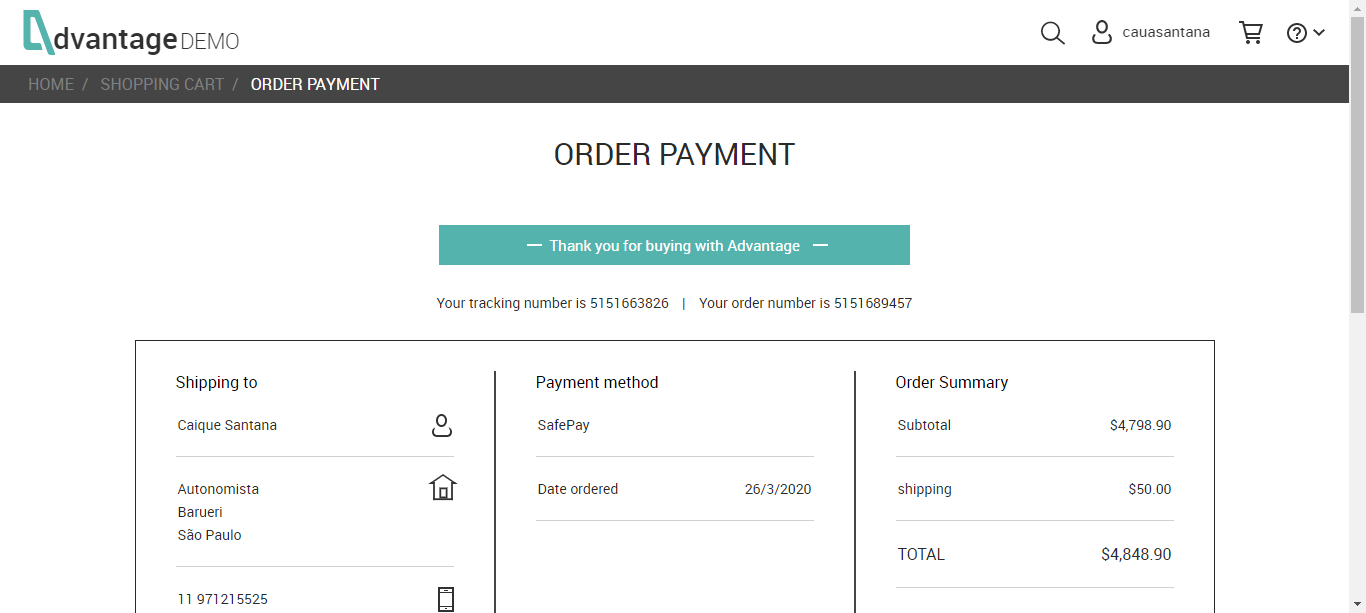 dvantage DEMO
cauasantana
?
HOME / SHOPPING CART / ORDER PAYMENT
ORDER PAYMENT
— Thank you for buying with Advantage —
Your tracking number is 5151663826 | Your order number is 5151689457
Shipping to
Caique Santana
Autonomista
Barueri
São Paulo
11 971215525
Payment method
SafePay
Date ordered 26/3/2020
Order Summary
Subtotal $4,798.90
shipping $50.00
TOTAL $4,848.90